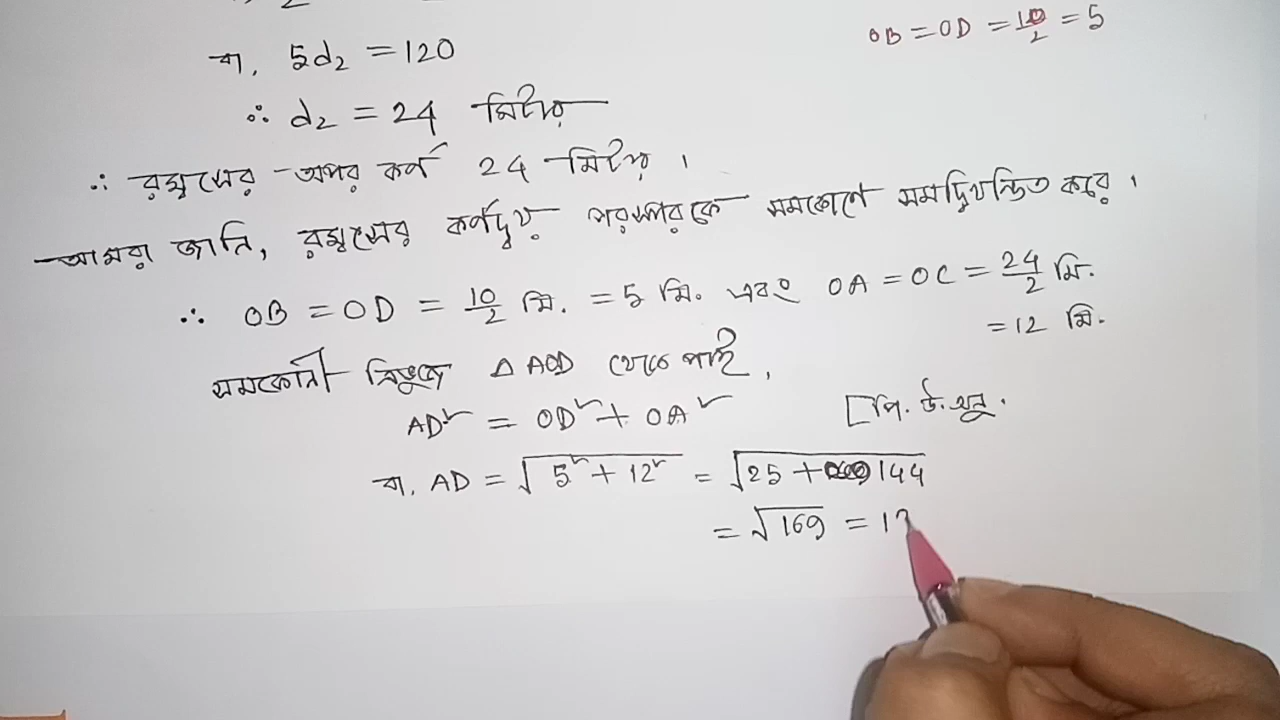 OB = OD = 10/2 = 5
বা, 5d₂ = 120
∴ d₂ = 24 মিটার
∴ রম্বসের অপর কর্ণ 24 মিটার।
আমরা জানি, রম্বসের কর্ণদ্বয় পরস্পরকে সমকোণে সমদ্বিখন্ডিত করে।
∴ OB = OD = 10/2 মি. = 5 মি. এবং OA = OC = 24/2 মি.
= 12 মি.
সমকোণী ত্রিভুজে △AOD থেকে পাই,
AD² = OD² + OA² [পি. উ. অনু.
বা, AD = √(5² + 12²) = √(25 + 144)
= √169 = 13